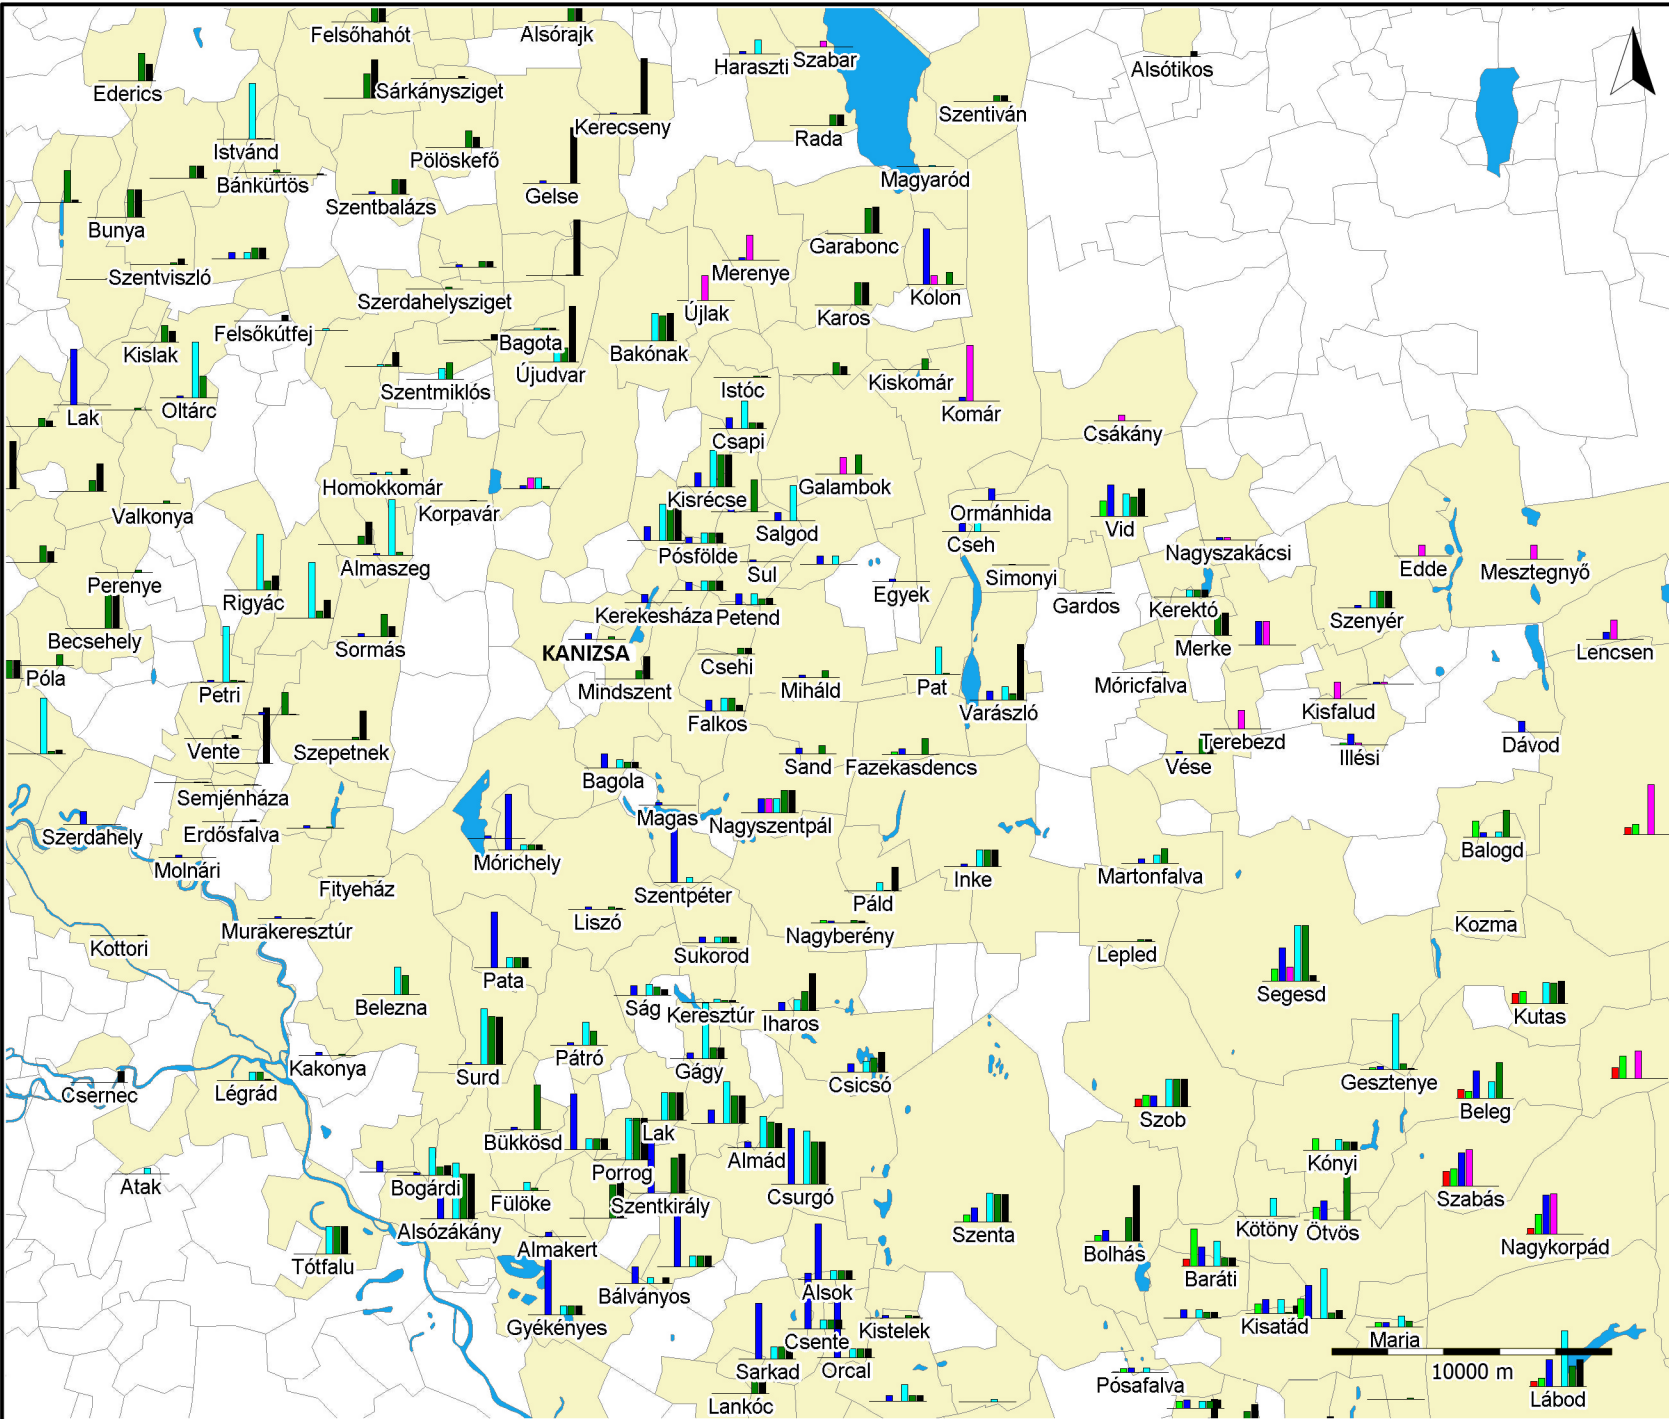 Felsőhahót
Alsórajk
Haraszti
Szabar
Alsótikos
Ederics
Sárkánysziget
Kerecseny
Rada
Szentiván
Istvánd
Pölöskefő
Bánkürtös
Szentbalázs
Gelse
Magyaród
Bunya
Garabonc
Szentviszló
Merenye
Szerdahelysziget
Újlak
Kolon
Karos
Felsőkútfej
Kislak
Bagota
Bakónak
Újudvar
Szentmiklós
Istóc
Kiskomár
Lak
Oltárc
Komár
Csapi
Csákány
Homokkomár
Galambok
Kisrécse
Valkonya
Korpavár
Ormánhida
Vid
Salgod
Pósfölde
Cseh
Nagyszakácsi
Almaszeg
Sul
Simonyi
Edde
Mesztegnyő
Perenye
Rigyác
Egyek
Gardos
Kerektó
Kerekesháza
Petend
Szenyér
Becsehely
Sormás
KANIZSA
Merke
Lencsen
Csehi
Póla
Petri
Mindszent
Miháld
Pat
Móricfalva
Falkos
Varászló
Kisfalud
Vente
Szepetnek
Terebezd
Dávod
Illési
Bagola
Sand
Fazekasdencs
Vése
Semjénháza
Magas
Nagyszentpál
Szerdahely
Erdősfalva
Mórichely
Balogd
Molnári
Fityeház
Szentpéter
Páld
Inke
Martonfalva
Liszó
Murakeresztúr
Nagyberény
Kozma
Kottori
Sukorod
Lepled
Pata
Belezna
Ság
Keresztúr
Iharos
Segesd
Kutas
Pátró
Kakonya
Surd
Gágy
Csicsó
Gesztenye
Csernec
Légrád
Szob
Beleg
Bükkösd
Lak
Porrog
Almád
Kónyi
Atak
Bogárdi
Fülöke
Szentkirály
Csurgó
Szabás
Alsózákány
Szenta
Kötöny
Ötvös
Almakert
Bolhás
Nagykorpád
Tótfalu
Baráti
Bálványos
Alsok
Gyékényes
Csente
Kistelek
Kisatád
Marja
Sarkad
Orcal
10000 m
Pósafalva
Lankóc
Lábod